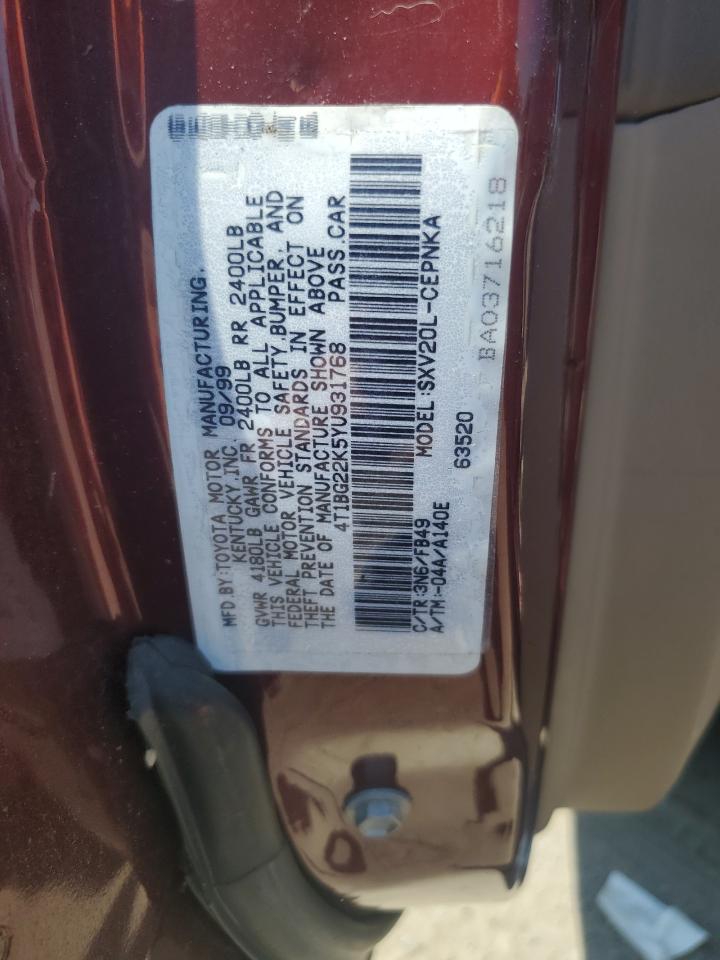 MFD.BY:TOYOTA MOTOR MANUFACTURING,
KENTUCKY,INC. 09/99
GVWR 4180LB GAWR FR 2400LB RR 2400LB
THIS VEHICLE CONFORMS TO ALL APPLICABLE
FEDERAL MOTOR VEHICLE SAFETY,BUMPER, AND
THEFT PREVENTION STANDARDS IN EFFECT ON
THE DATE OF MANUFACTURE SHOWN ABOVE
4T1BG22K5YU931768 PASS.CAR
C/TR:3N6/FB49 MODEL:SXV20L-CEPNKA
A/TM:-04A/A140E 63520
BA03716218